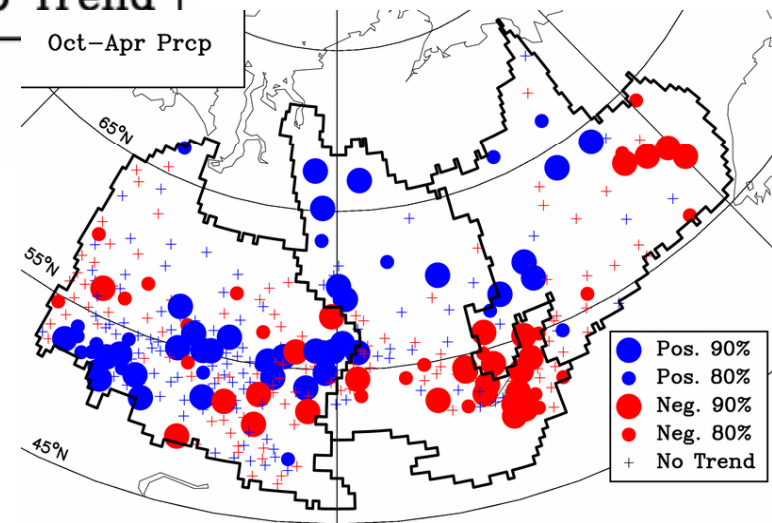 Trend
Oct–Apr Prcp
65°N
55°N
45°N
Pos. 90%
Pos. 80%
Neg. 90%
Neg. 80%
No Trend